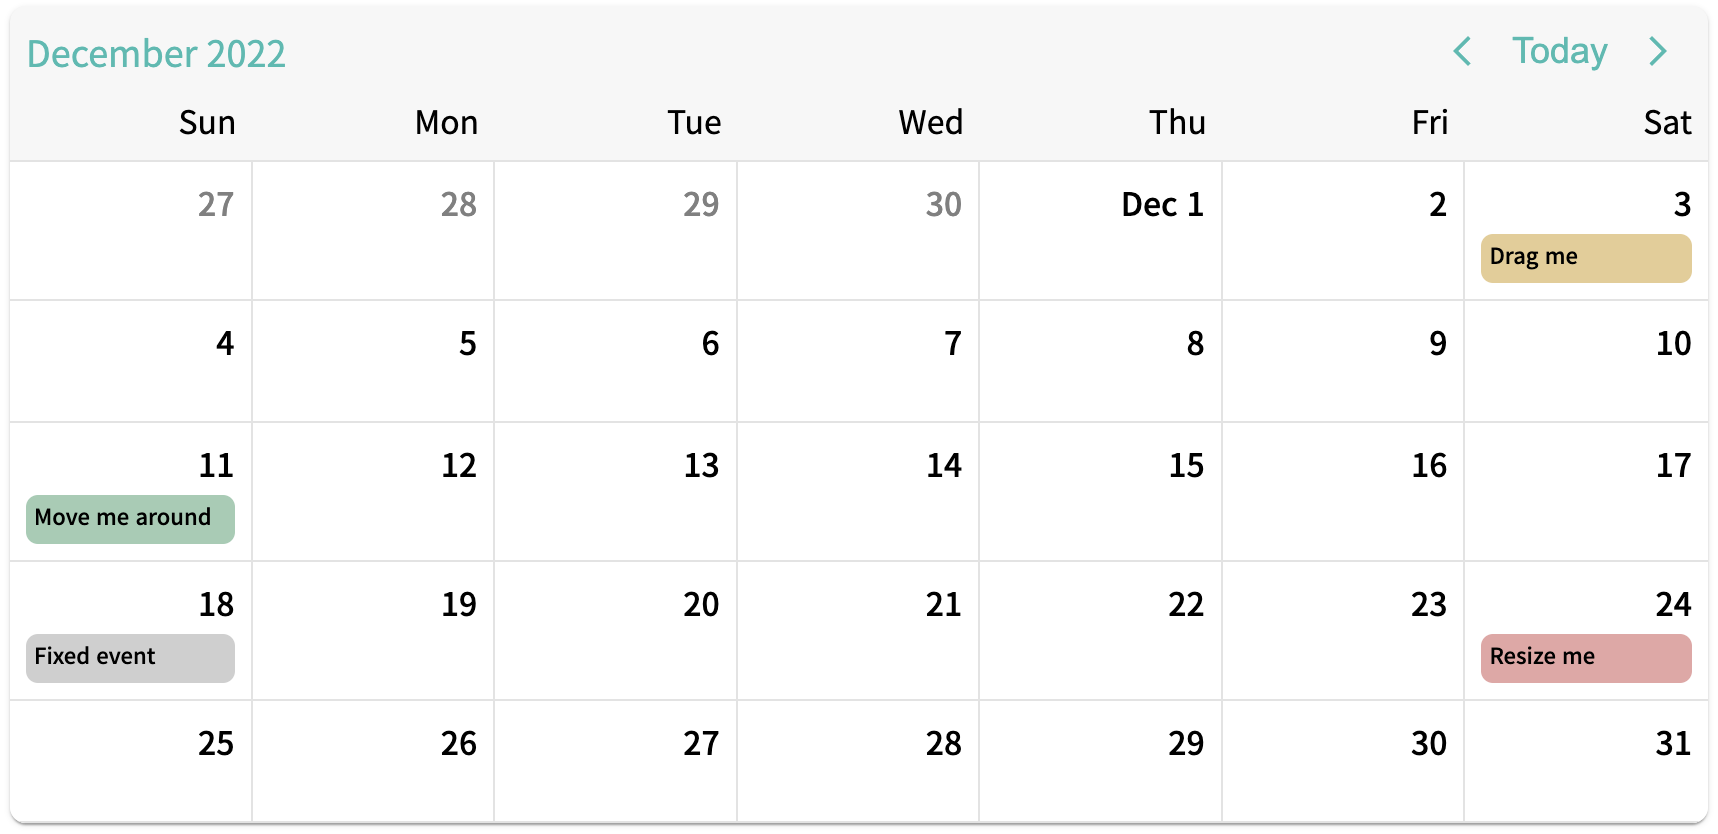 December 2022 Today
Sun Mon Tue Wed Thu Fri Sat
27 28 29 30 Dec 1 2 3
Drag me
4 5 6 7 8 9 10
11 12 13 14 15 16 17
Move me around
18 19 20 21 22 23 24
Fixed event Resize me
25 26 27 28 29 30 31